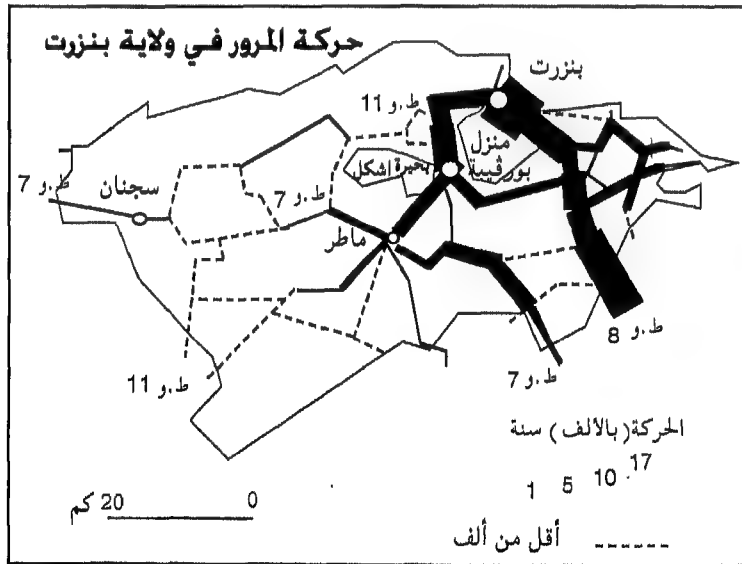 حركة المرور في ولاية بنزرت
بنزرت
ط.و 11
منزل
بورقيبة
بحيرة إشكل
سجنان
ط.و 7
ط.و 7
ماطر
ط.و 8
ط.و 7
ط.و 11
الحركة (بالألف) سنة
1 5 10 17
20 كم 0
أقل من ألف